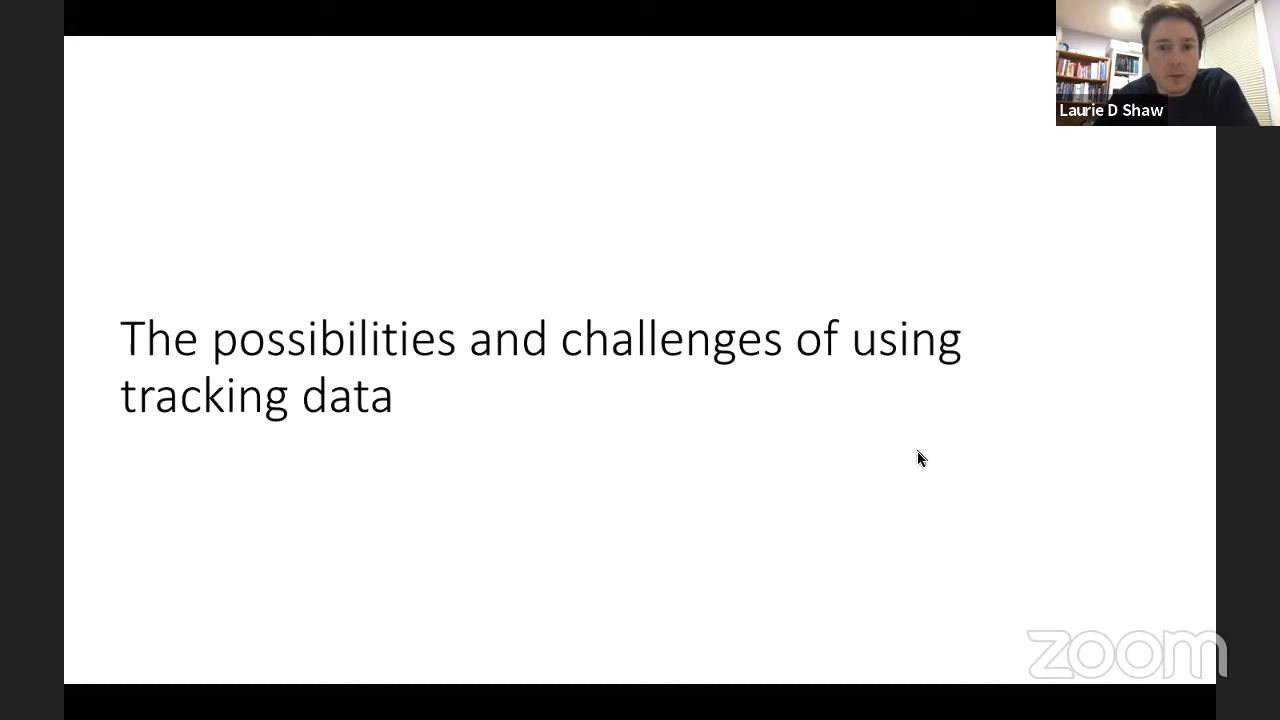 Laurie D Shaw
The possibilities and challenges of using
tracking data
zoom